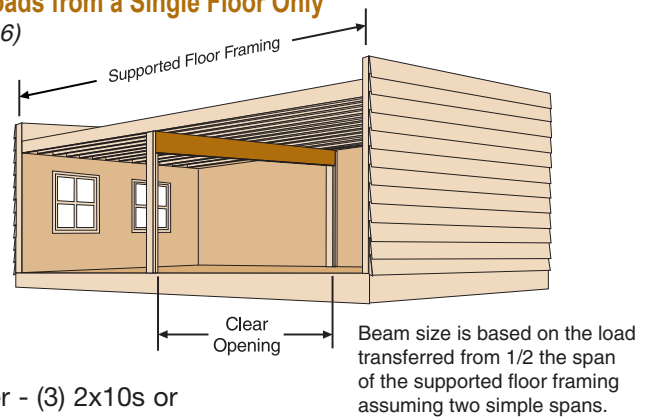 oads from a Single Floor Only
6)
Supported Floor Framing
Clear
Opening
Beam size is based on the load
transferred from 1/2 the span
of the supported floor framing
assuming two simple spans.
r - (3) 2x10s or